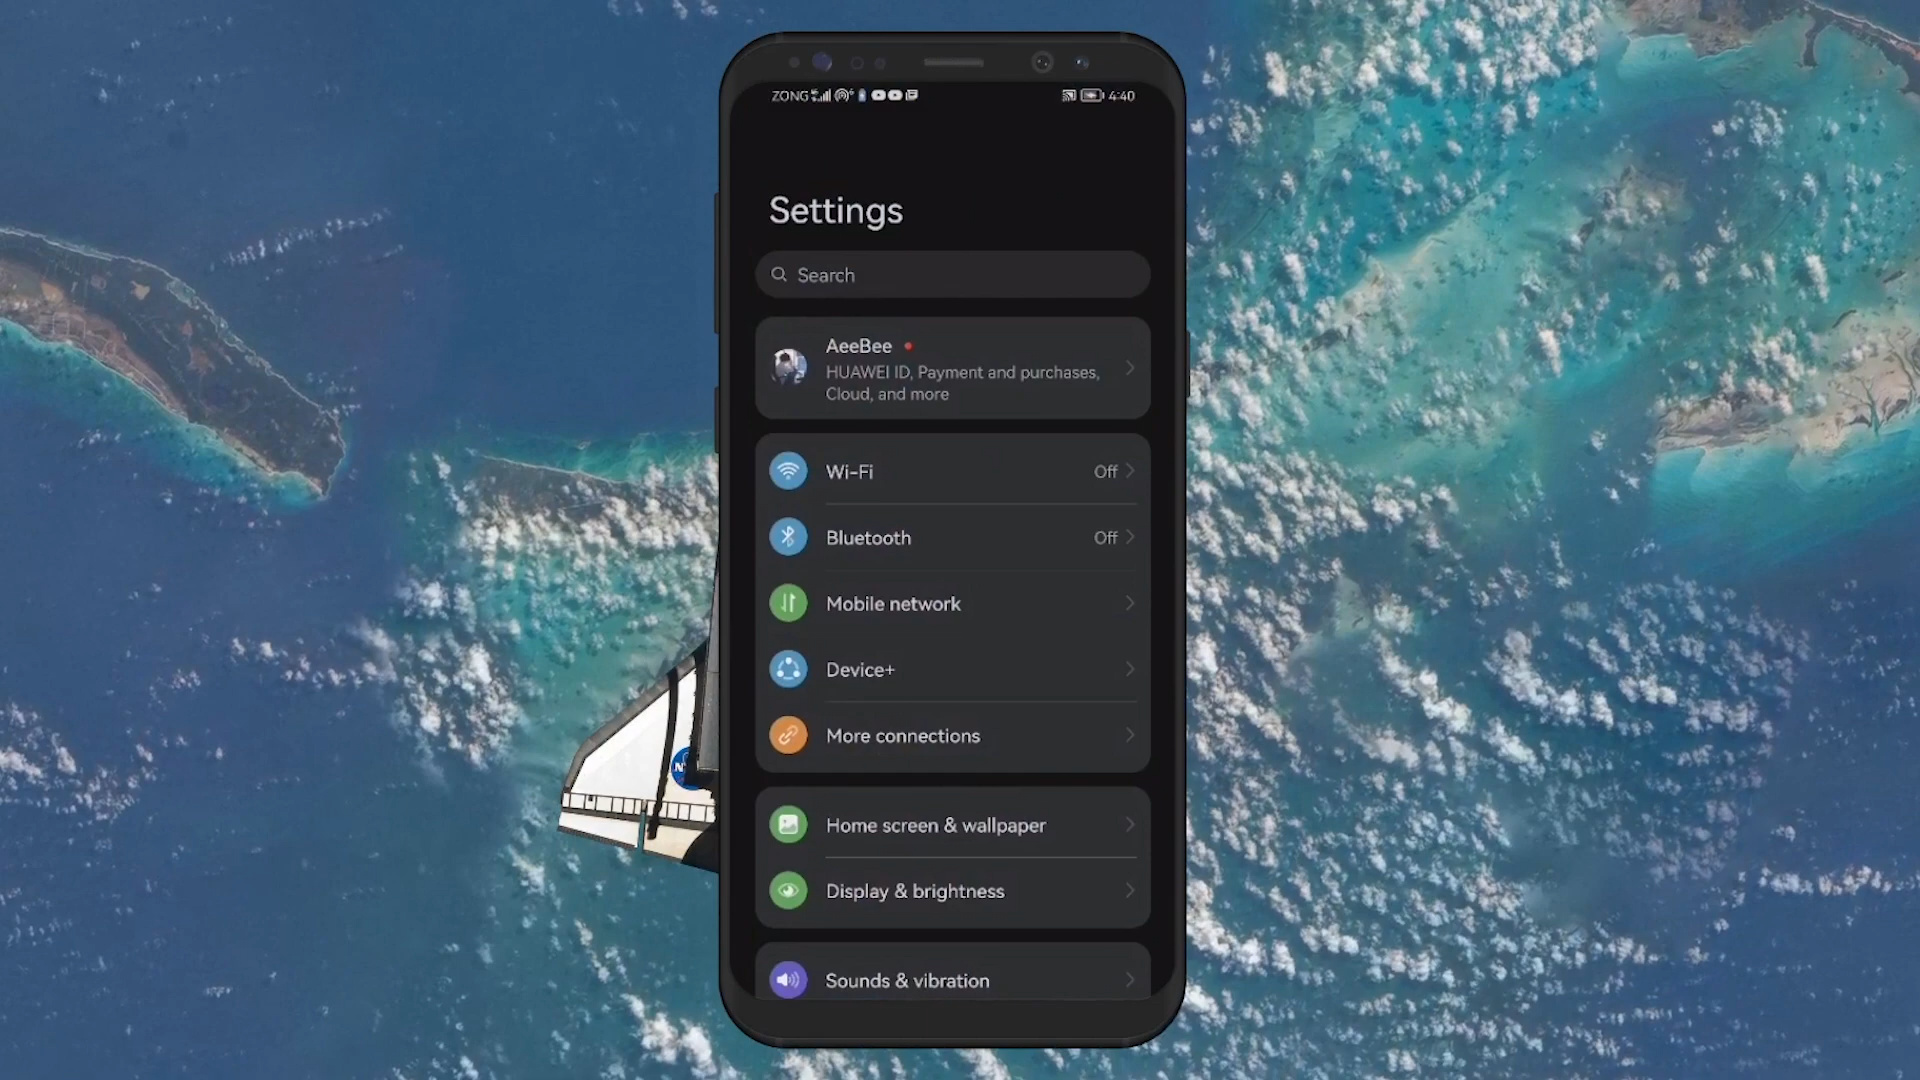 ZONG 4:40
Settings
Search
AeeBee
HUAWEI ID, Payment and purchases,
Cloud, and more
Wi-Fi Off
Bluetooth Off
Mobile network
Device+
More connections
Home screen & wallpaper
Display & brightness
Sounds & vibration